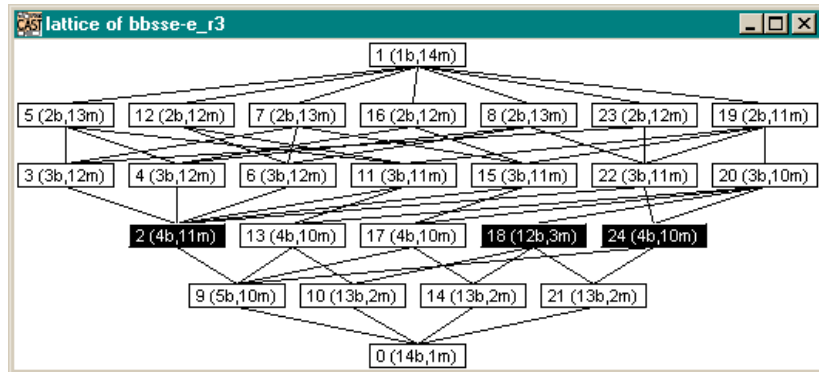 CAST lattice of bbsse-e_r3
1 (1b,14m)
5 (2b,13m) 12 (2b,12m) 7 (2b,13m) 16 (2b,12m) 8 (2b,13m) 23 (2b,12m) 19 (2b,11m)
3 (3b,12m) 4 (3b,12m) 6 (3b,12m) 11 (3b,11m) 15 (3b,11m) 22 (3b,11m) 20 (3b,10m)
2 (4b,11m) 13 (4b,10m) 17 (4b,10m) 18 (12b,3m) 24 (4b,10m)
9 (5b,10m) 10 (13b,2m) 14 (13b,2m) 21 (13b,2m)
0 (14b,1m)